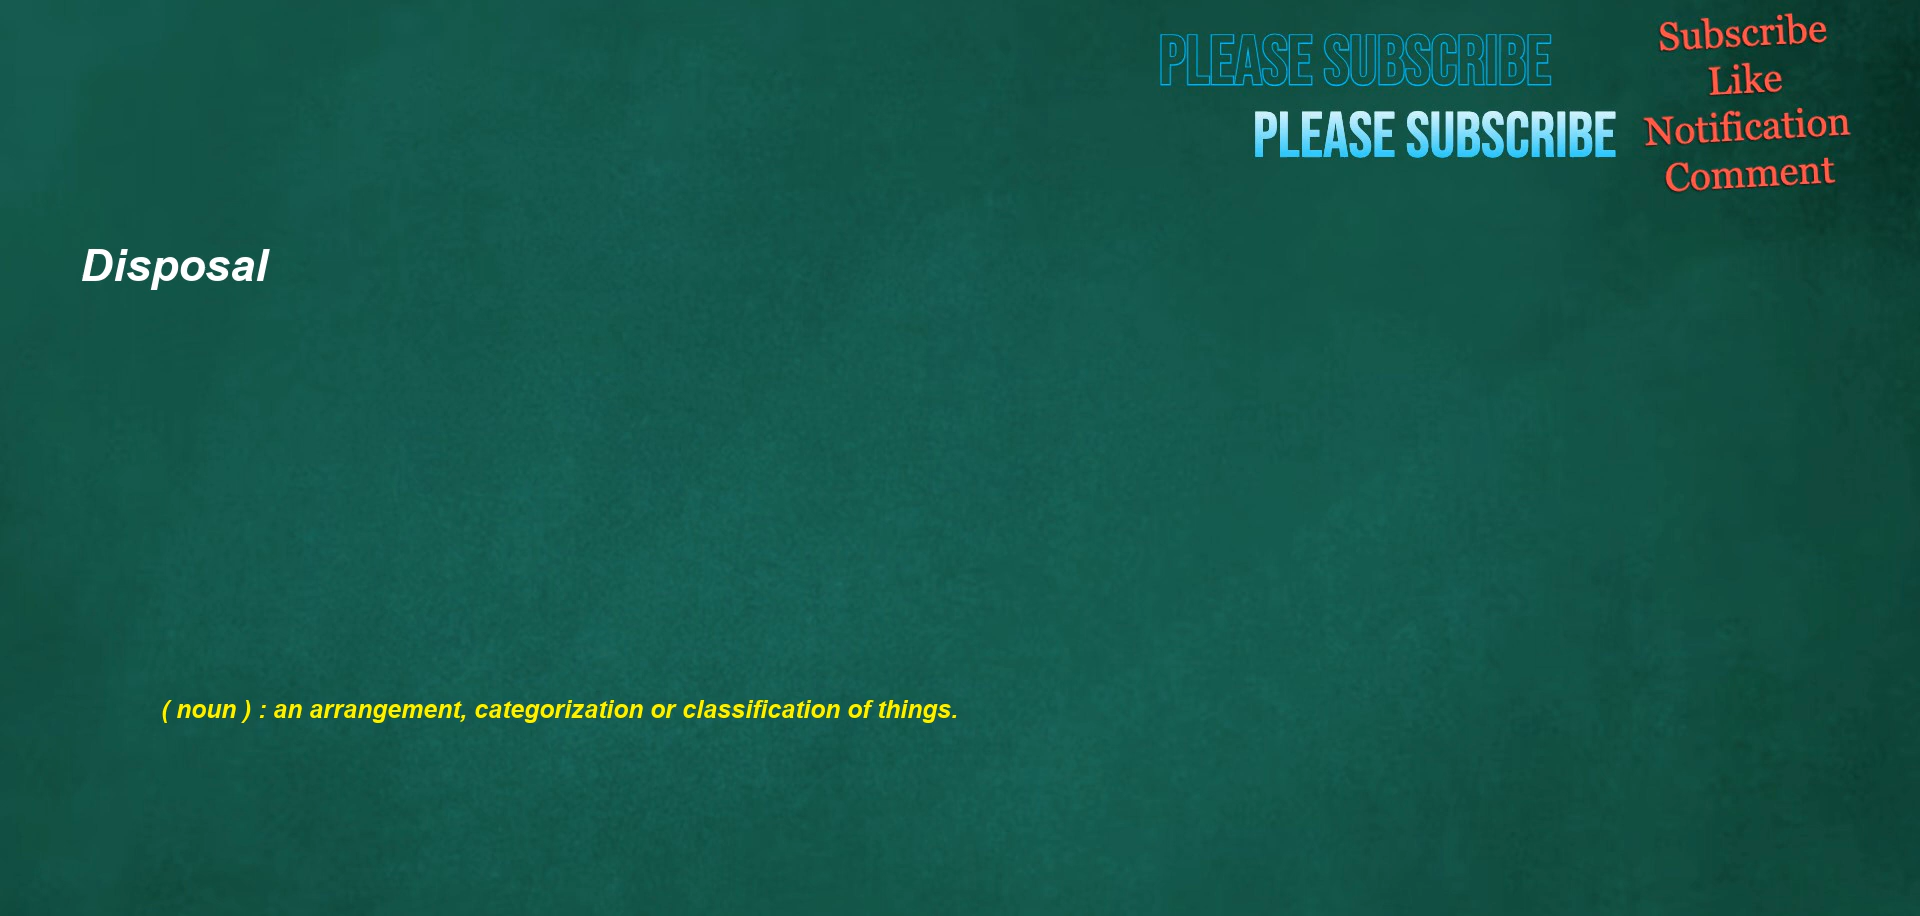 PLEASE SUBSCRIBE
PLEASE SUBSCRIBE
Subscribe
Like
Notification
Comment
Disposal
( noun ) : an arrangement, categorization or classification of things.